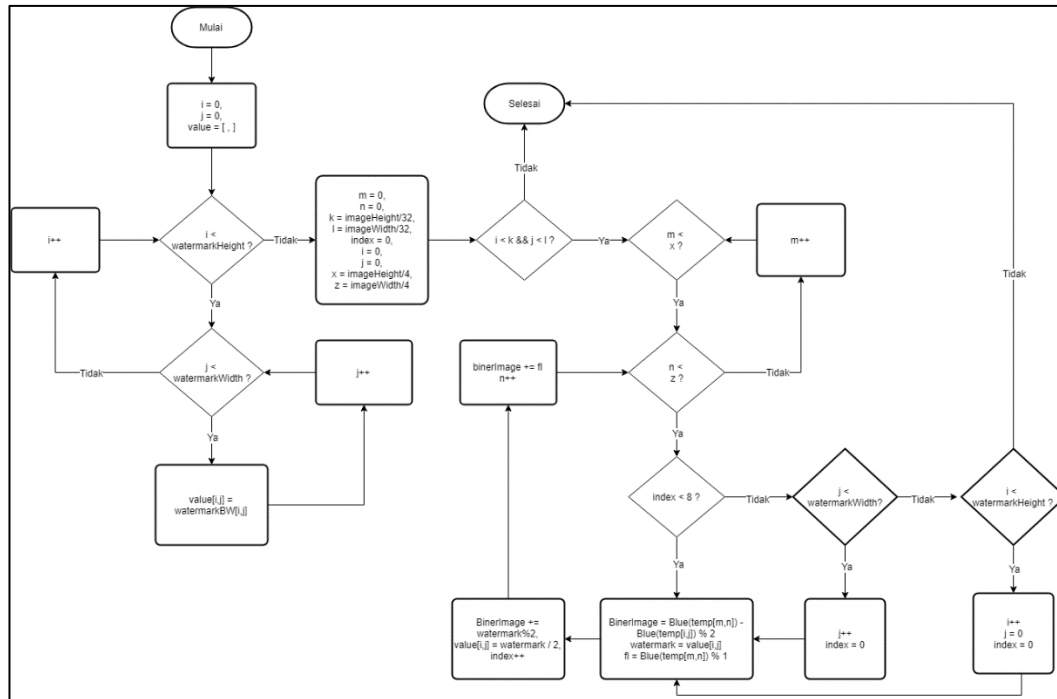 Mulai
i = 0,
j = 0,
value = [ , ]
i <
watermarkHeight ?
Tidak
i++
Ya
j <
watermarkWidth ?
Tidak
j++
Ya
value[i,j] =
watermarkBW[i,j]
m = 0,
n = 0,
k = imageHeight/32,
l = imageWidth/32,
index = 0,
i = 0,
j = 0,
x = imageHeight/4,
z = imageWidth/4
Selesai
Tidak
i < k && j < l ?
Ya
m <
x ?
m++
Ya
n <
z ?
Tidak
binerImage += fl
n++
Ya
index < 8 ?
Tidak
j <
watermarkWidth?
Tidak
i <
watermarkHeight ?
Tidak
Ya
Ya
Ya
BinerImage +=
watermark%2,
value[i,j] = watermark / 2,
index++
BinerImage = Blue(temp[m,n]) -
Blue(temp[i,j]) % 2
watermark = value[i,j]
fl = Blue(temp[m,n]) % 1
j++
index = 0
i++
j = 0
index = 0